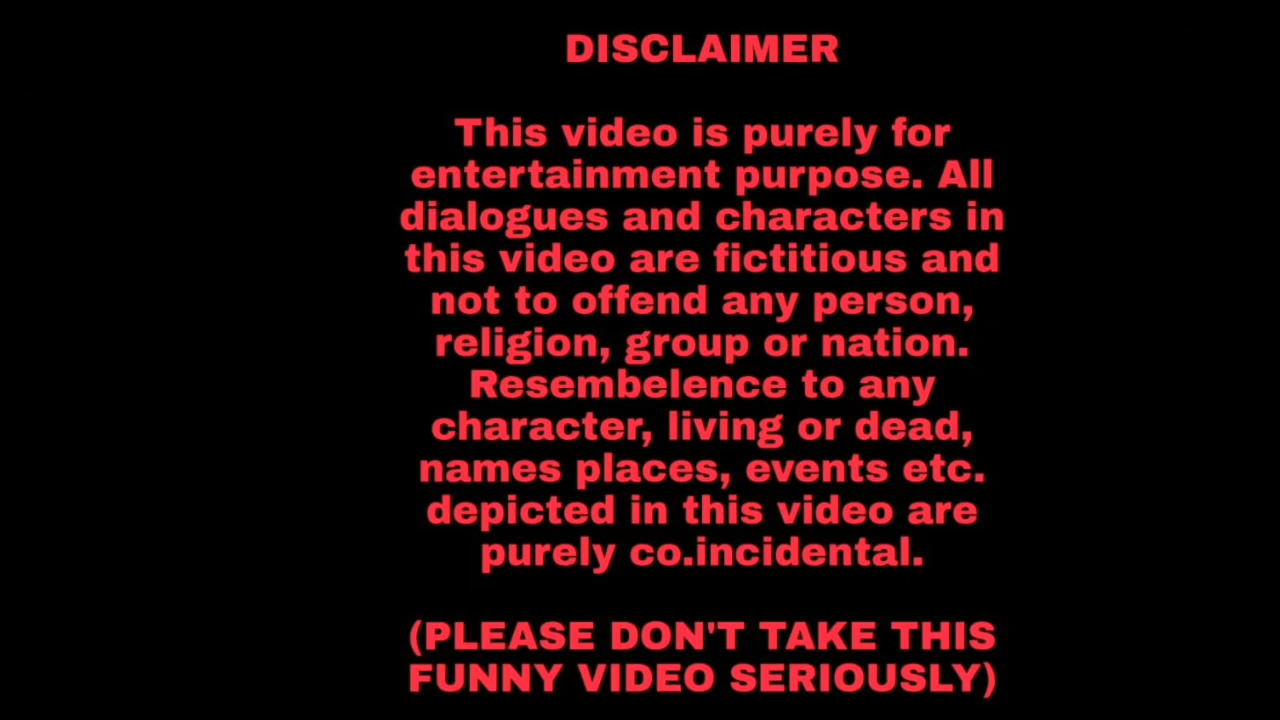 DISCLAIMER
This video is purely for
entertainment purpose. All
dialogues and characters in
this video are fictitious and
not to offend any person,
religion, group or nation.
Resembelence to any
character, living or dead,
names places, events etc.
depicted in this video are
purely co.incidental.
(PLEASE DON'T TAKE THIS
FUNNY VIDEO SERIOUSLY)